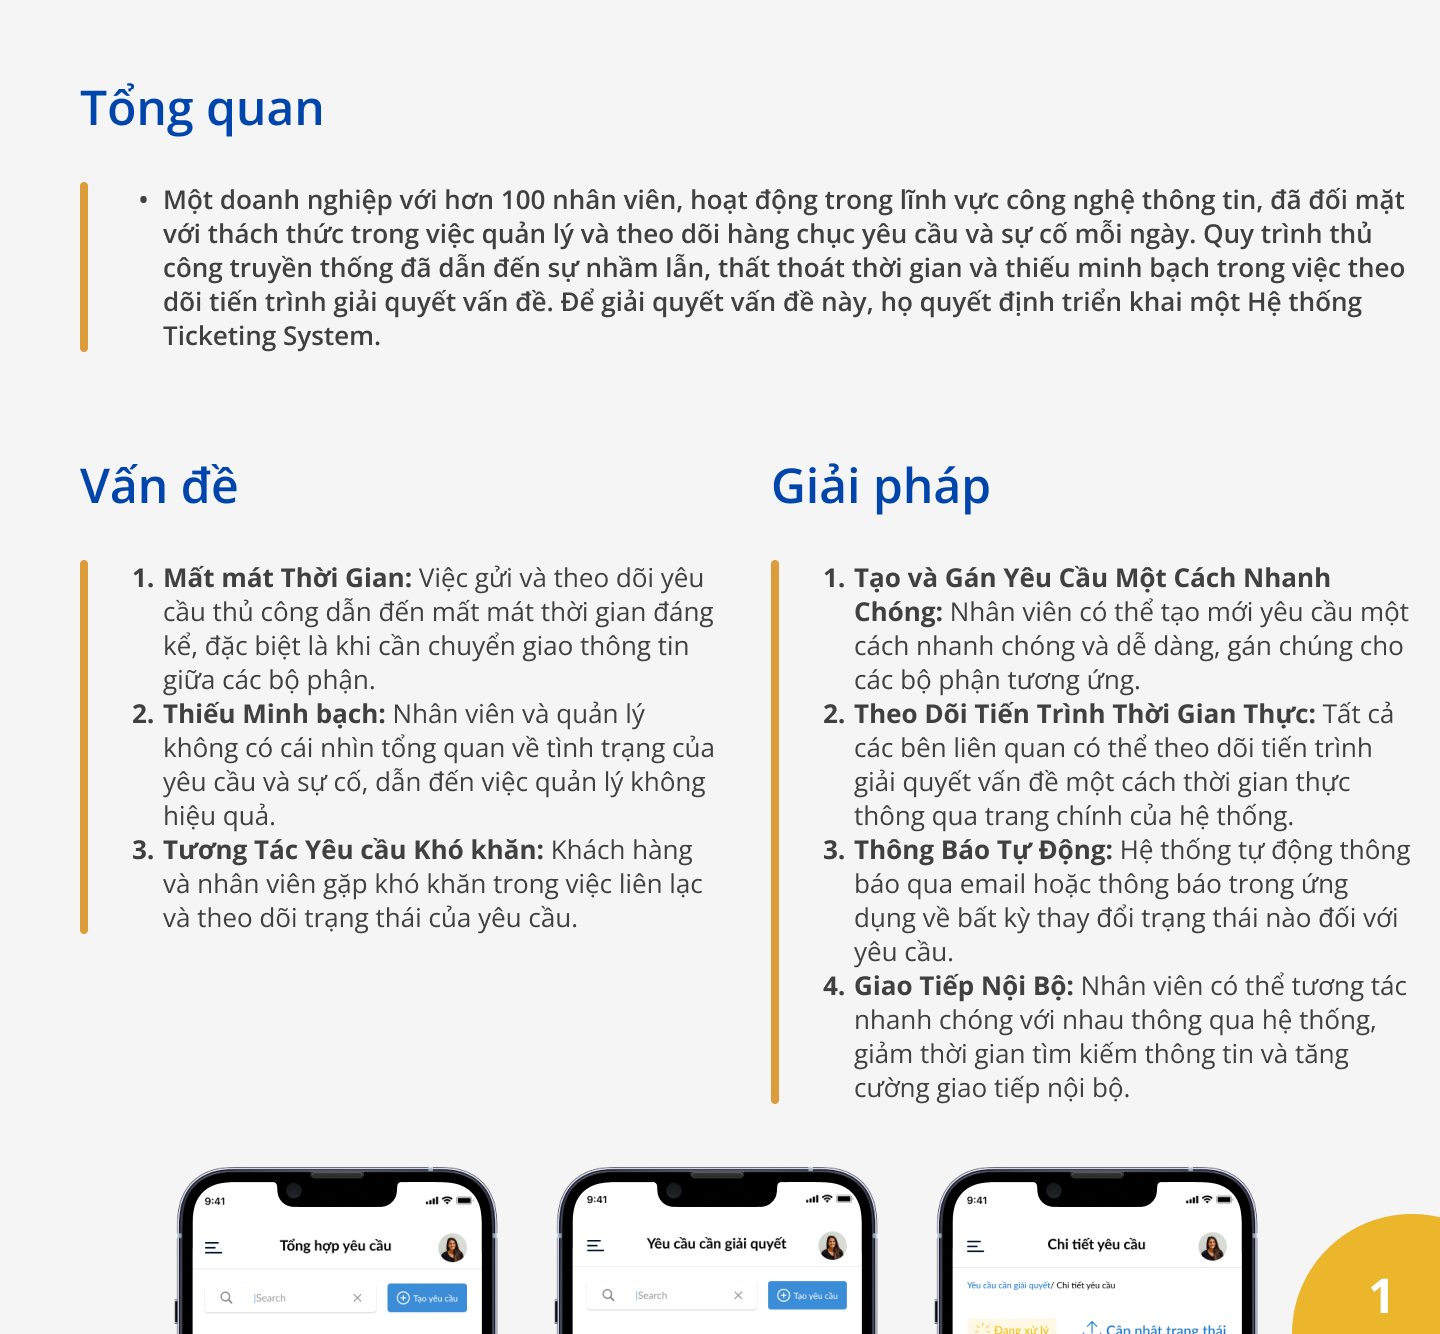 Tổng quan
• Một doanh nghiệp với hơn 100 nhân viên, hoạt động trong lĩnh vực công nghệ thông tin, đã đối mặt
với thách thức trong việc quản lý và theo dõi hàng chục yêu cầu và sự cố mỗi ngày. Quy trình thủ
công truyền thống đã dẫn đến sự nhầm lẫn, thất thoát thời gian và thiếu minh bạch trong việc theo
dõi tiến trình giải quyết vấn đề. Để giải quyết vấn đề này, họ quyết định triển khai một Hệ thống
Ticketing System.
Vấn đề
1. Mất mát Thời Gian: Việc gửi và theo dõi yêu
cầu thủ công dẫn đến mất mát thời gian đáng
kể, đặc biệt là khi cần chuyển giao thông tin
giữa các bộ phận.
2. Thiếu Minh bạch: Nhân viên và quản lý
không có cái nhìn tổng quan về tình trạng của
yêu cầu và sự cố, dẫn đến việc quản lý không
hiệu quả.
3. Tương Tác Yêu cầu Khó khăn: Khách hàng
và nhân viên gặp khó khăn trong việc liên lạc
và theo dõi trạng thái của yêu cầu.
Giải pháp
1. Tạo và Gán Yêu Cầu Một Cách Nhanh
Chóng: Nhân viên có thể tạo mới yêu cầu một
cách nhanh chóng và dễ dàng, gán chúng cho
các bộ phận tương ứng.
2. Theo Dõi Tiến Trình Thời Gian Thực: Tất cả
các bên liên quan có thể theo dõi tiến trình
giải quyết vấn đề một cách thời gian thực
thông qua trang chính của hệ thống.
3. Thông Báo Tự Động: Hệ thống tự động thông
báo qua email hoặc thông báo trong ứng
dụng về bất kỳ thay đổi trạng thái nào đối với
yêu cầu.
4. Giao Tiếp Nội Bộ: Nhân viên có thể tương tác
nhanh chóng với nhau thông qua hệ thống,
giảm thời gian tìm kiếm thông tin và tăng
cường giao tiếp nội bộ.
9:41
Tổng hợp yêu cầu
Search
Tạo yêu cầu
9:41
Yêu cầu cần giải quyết
Search
Tạo yêu cầu
9:41
Chi tiết yêu cầu
Yêu cầu cần giải quyết/ Chi tiết yêu cầu
Đang xử lý
Cập nhật trạng thái
1